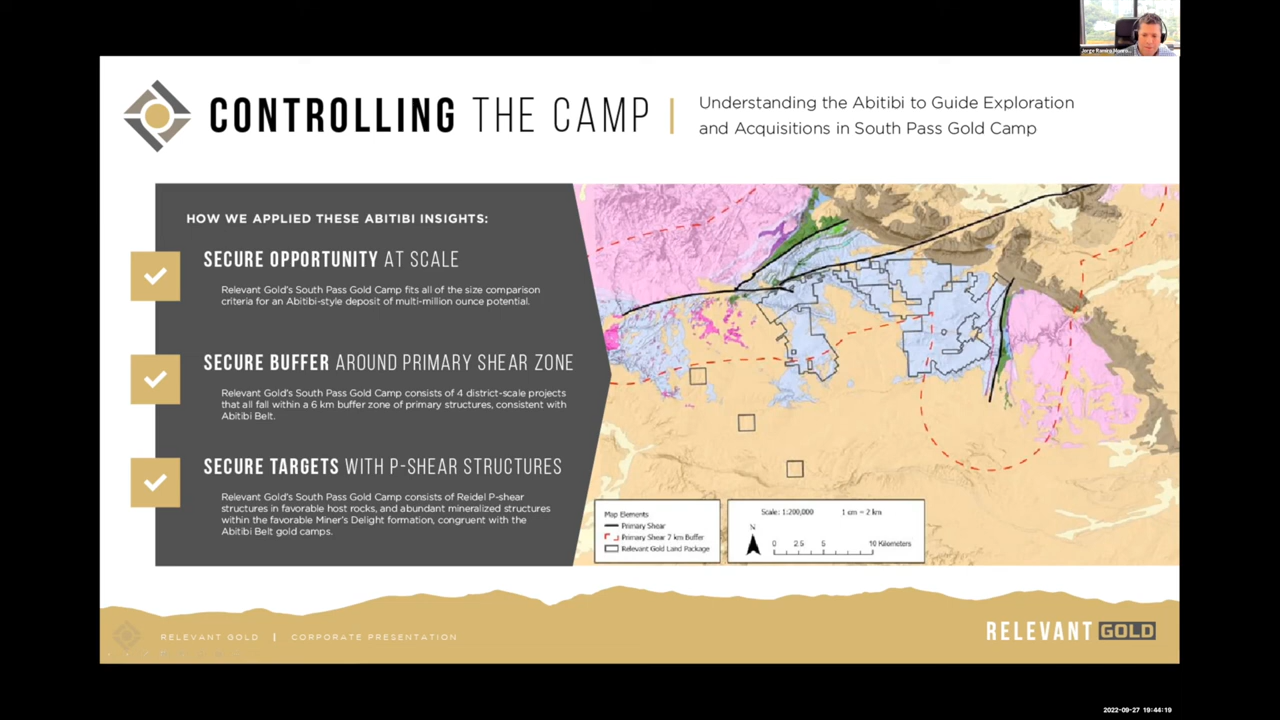 Jorge Ramiro Monro...
CONTROLLING THE CAMP
Understanding the Abitibi to Guide Exploration
and Acquisitions in South Pass Gold Camp
HOW WE APPLIED THESE ABITIBI INSIGHTS:
SECURE OPPORTUNITY AT SCALE
Relevant Gold's South Pass Gold Camp fits all of the size comparison
criteria for an Abitibi-style deposit of multi-million ounce potential.
SECURE BUFFER AROUND PRIMARY SHEAR ZONE
Relevant Gold's South Pass Gold Camp consists of 4 district-scale projects
that all fall within a 6 km buffer zone of primary structures, consistent with
Abitibi Belt.
SECURE TARGETS WITH P-SHEAR STRUCTURES
Relevant Gold's South Pass Gold Camp consists of Reidel P-shear
structures in favorable host rocks, and abundant mineralized structures
within the favorable Miner's Delight formation, congruent with the
Abitibi Belt gold camps.
Map Elements
Primary Shear
Primary Shear 7 km Buffer
Relevant Gold Land Package
Scale: 1:200,000 1 cm = 2 km
N
0 2.5 5 10 Kilometers
RELEVANT GOLD | CORPORATE PRESENTATION
RELEVANT GOLD
2022-09-27 19:44:19